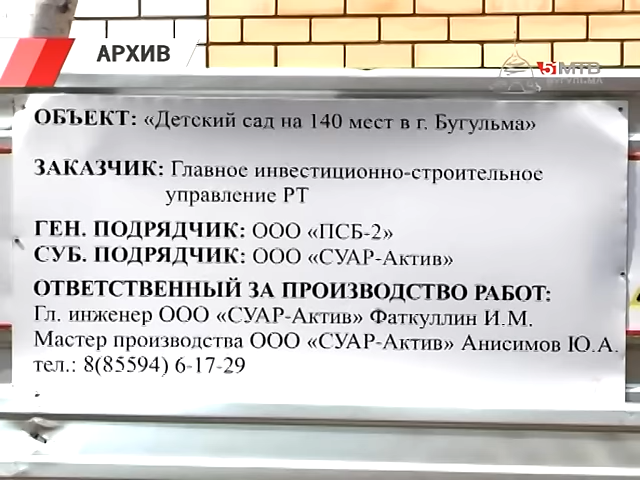 АРХИВ
5МТВ
БУГУЛЬМА
ОБЪЕКТ: «Детский сад на 140 мест в г. Бугульма»
ЗАКАЗЧИК: Главное инвестиционно-строительное
управление РТ
ГЕН. ПОДРЯДЧИК: ООО «ПСБ-2»
СУБ. ПОДРЯДЧИК: ООО «СУАР-Актив»
ОТВЕТСТВЕННЫЙ ЗА ПРОИЗВОДСТВО РАБОТ:
Гл. инженер ООО «СУАР-Актив» Фаткуллин И.М.
Мастер производства ООО «СУАР-Актив» Анисимов Ю.А.
тел.: 8(85594) 6-17-29